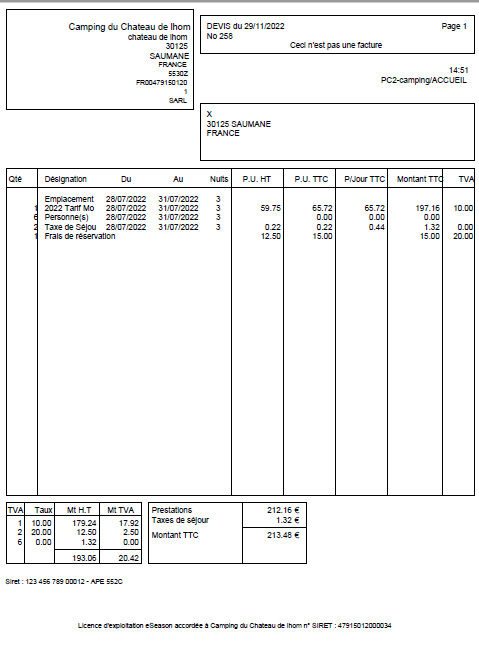 Camping du Chateau de lhom
chateau de lhom
30125
SAUMANE
FRANCE
5530Z
FR00479150120
1
SARL
DEVIS du 29/11/2022 Page 1
No 258
Ceci n'est pas une facture
14:51
PC2-camping/ACCUEIL
X
30125 SAUMANE
FRANCE
Qté Désignation Du Au Nuits P.U. HT P.U. TTC P/Jour TTC Montant TTC TVA
Emplacement 28/07/2022 31/07/2022 3
1 2022 Tarif Mo 28/07/2022 31/07/2022 3 59.75 65.72 65.72 197.16 10.00
6 Personne(s) 28/07/2022 31/07/2022 3 0.00 0.00 0.00
2 Taxe de Séjou 28/07/2022 31/07/2022 3 0.22 0.22 0.44 1.32 0.00
1 Frais de réservation 12.50 15.00 15.00 20.00
TVA Taux Mt H.T Mt TVA
1 10.00 179.24 17.92
2 20.00 12.50 2.50
6 0.00 1.32 0.00
193.06 20.42
Prestations 212.16 €
Taxes de séjour 1.32 €
Montant TTC 213.48 €
Siret : 123 456 789 00012 - APE 552C
Licence d'exploitation eSeason accordée à Camping du Chateau de lhom n° SIRET : 47915012000034